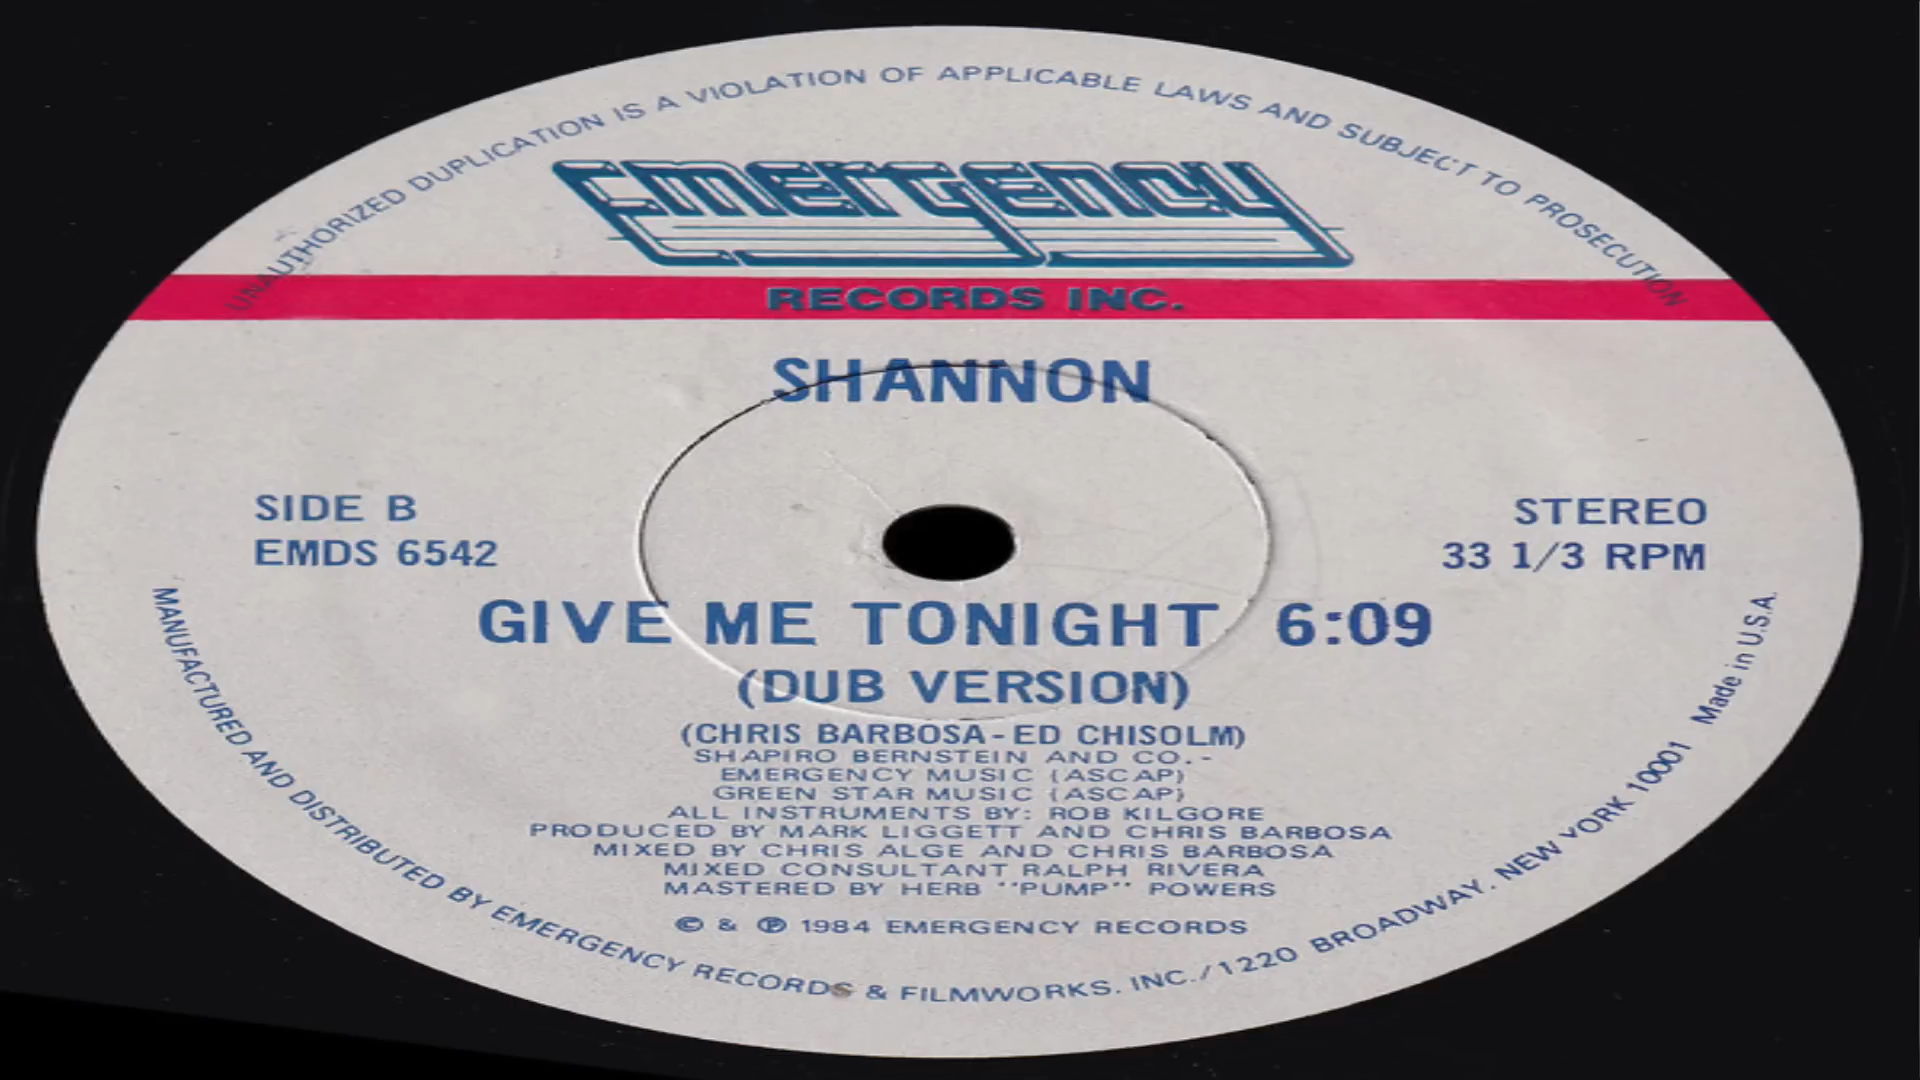 UNAUTHORIZED DUPLICATION IS A VIOLATION OF APPLICABLE LAWS AND SUBJECT TO PROSECUTION
Emergency
RECORDS INC.
SHANNON
SIDE B
EMDS 6542
STEREO
33 1/3 RPM
GIVE ME TONIGHT 6:09
(DUB VERSION)
(CHRIS BARBOSA-ED CHISOLM)
SHAPIRO BERNSTEIN AND CO.-
EMERGENCY MUSIC (ASCAP)
GREEN STAR MUSIC (ASCAP)
ALL INSTRUMENTS BY: ROB KILGORE
PRODUCED BY MARK LIGGETT AND CHRIS BARBOSA
MIXED BY CHRIS ALGE AND CHRIS BARBOSA
MIXED CONSULTANT RALPH RIVERA
MASTERED BY HERB "PUMP" POWERS
© & ℗ 1984 EMERGENCY RECORDS
MANUFACTURED AND DISTRIBUTED BY EMERGENCY RECORDS & FILMWORKS. INC./1220 BROADWAY. NEW YORK 10001 Made in U.S.A.